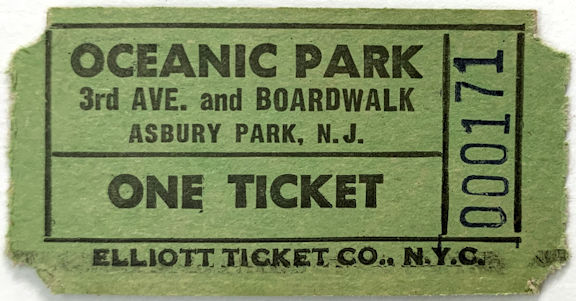 OCEANIC PARK
3rd AVE. and BOARDWALK
ASBURY PARK, N.J.
ONE TICKET
000171
ELLIOTT TICKET CO., N.Y.C.